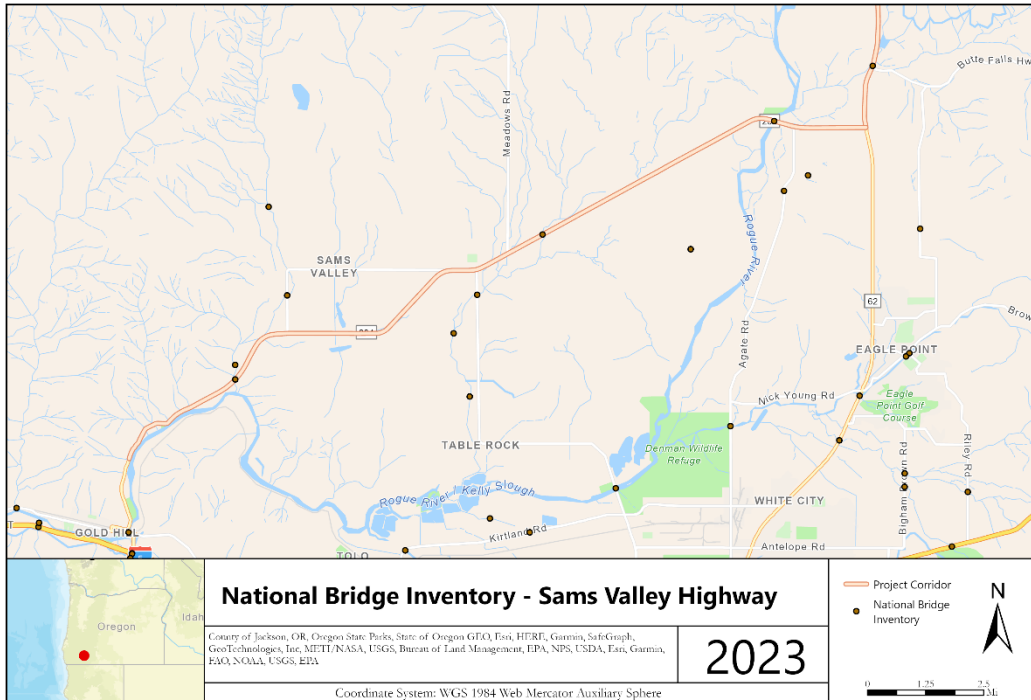 Butte Falls Hw
Meadows Rd
Rogue River
SAMS
VALLEY
62
Agate Rd
Brow
EAGLE POINT
Nick Young Rd
Eagle
Point Golf
Course
TABLE ROCK
Denman Wildlife
Refuge
Riley Rd
Rogue River / Kelly Slough
WHITE CITY
Kirtland Rd
GOLD HILL
TOLO
Antelope Rd
Oregon
Idah
National Bridge Inventory - Sams Valley Highway
County of Jackson, OR, Oregon State Parks, State of Oregon GEO, Esri, HERE, Garmin, SafeGraph,
GeoTechnologies, Inc, METI/NASA, USGS, Bureau of Land Management, EPA, NPS, USDA, Esri, Garmin,
FAO, NOAA, USGS, EPA
2023
Coordinate System: WGS 1984 Web Mercator Auxiliary Sphere
Project Corridor
National Bridge
Inventory
N
0 1.25 2.5
Mi